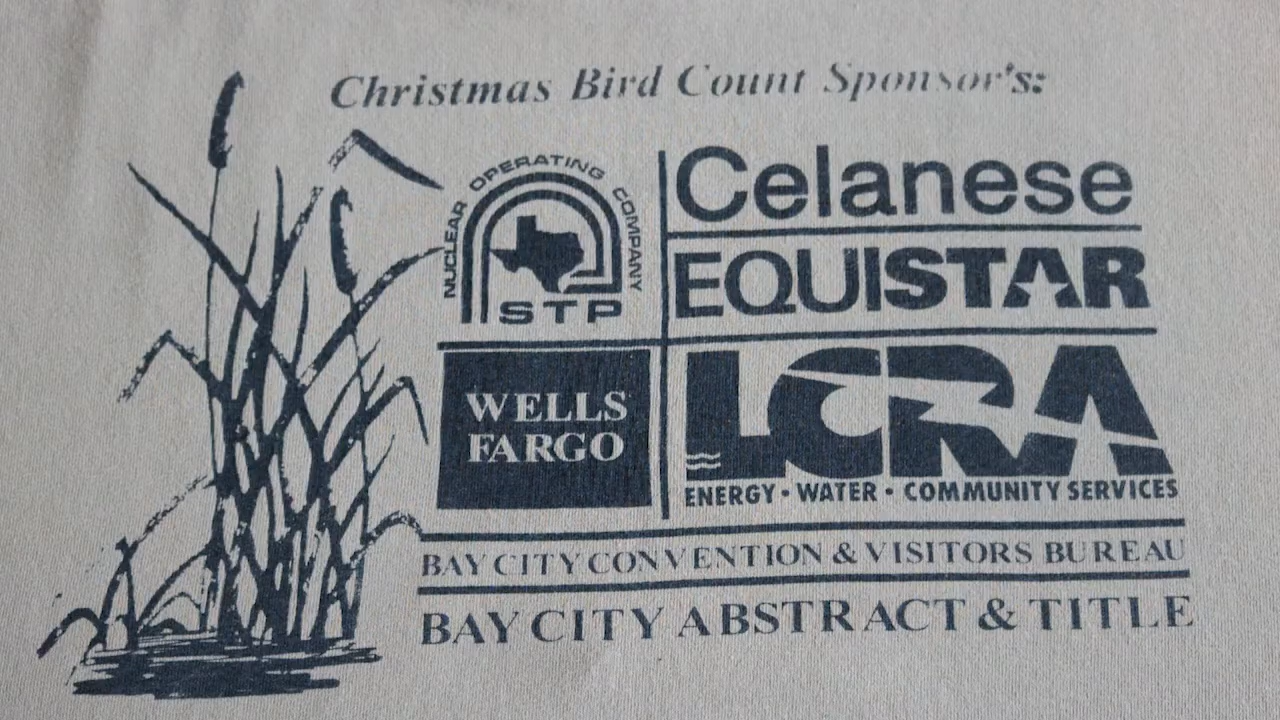 Christmas Bird Count Sponsor's:
NUCLEAR OPERATING COMPANY
STP
Celanese
EQUISTAR
WELLS
FARGO
LCRA
ENERGY · WATER · COMMUNITY SERVICES
BAY CITY CONVENTION & VISITORS BUREAU
BAY CITY ABSTRACT & TITLE